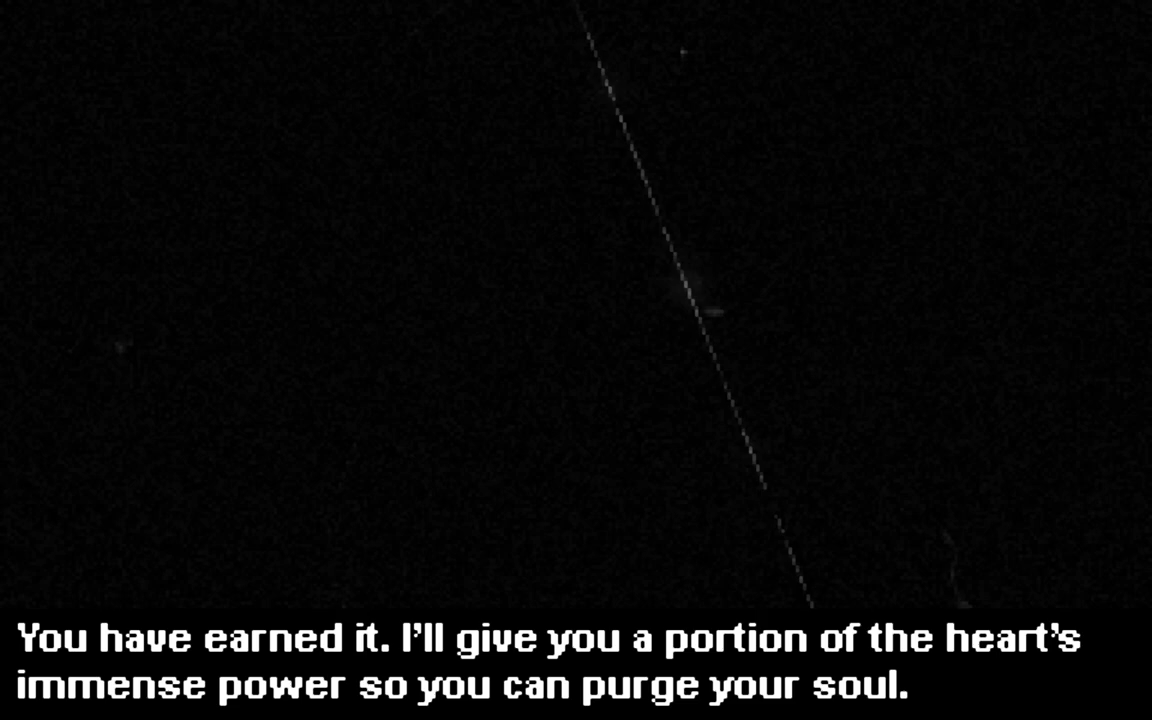 You have earned it. I'll give you a portion of the heart's
immense power so you can purge your soul.